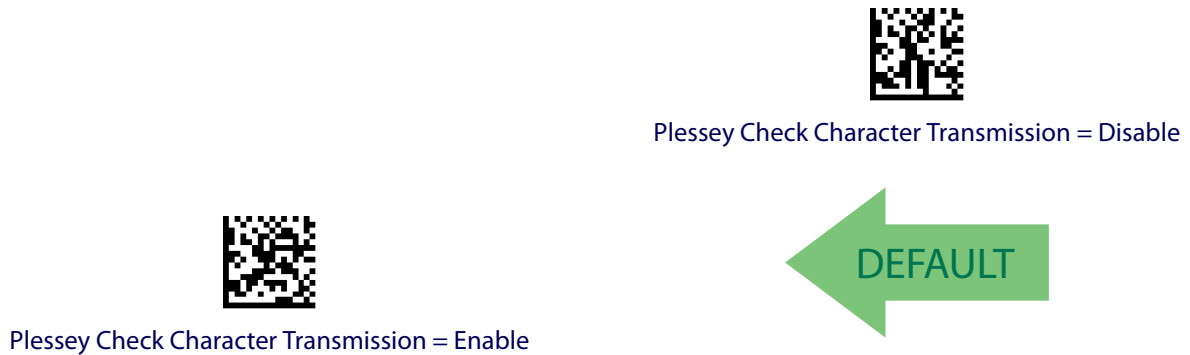 Plessey Check Character Transmission = Disable
DEFAULT
Plessey Check Character Transmission = Enable